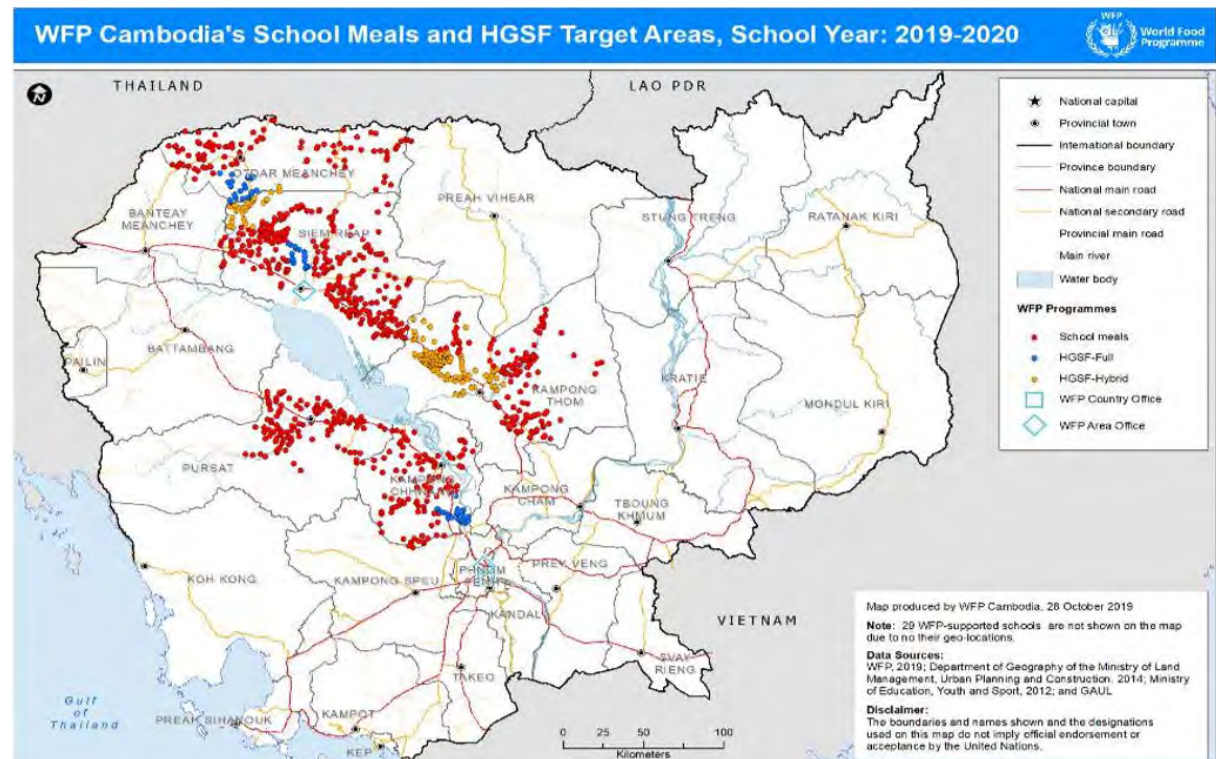 WFP Cambodia's School Meals and HGSF Target Areas, School Year: 2019-2020
WFP
World Food
Programme
THAILAND
LAO PDR
OTDAR MEANCHEY
PREAH VIHEAR
STUNG TRENG
RATANAK KIRI
BANTEAY
MEANCHEY
SIEM REAP
BATTAMBANG
PAILIN
KAMPONG
THOM
KRATIE
MONDUL KIRI
PURSAT
KAMPONG
CHHNANG
KAMPONG
CHAM
TBOUNG
KHMUM
KOH KONG
KAMPONG SPEU
PHNOM
PENH
PREY VENG
KANDAL
VIETNAM
SVAY
RIENG
TAKEO
Gulf
of
Thailand
PREAH SIHANOUK
KAMPOT
KEP
0 25 50 100
Kilometers
National capital
Provincial town
International boundary
Province boundary
National main road
National secondary road
Provincial main road
Main river
Water body
WFP Programmes
School meals
HGSF-Full
HGSF-Hybrid
WFP Country Office
WFP Area Office
Map produced by WFP Cambodia, 28 October 2019
Note: 29 WFP-supported schools are not shown on the map
due to no their geo-locations.
Data Sources:
WFP, 2019; Department of Geography of the Ministry of Land
Management, Urban Planning and Construction, 2014; Ministry
of Education, Youth and Sport, 2012; and GAUL
Disclaimer:
The boundaries and names shown and the designations
used on this map do not imply official endorsement or
acceptance by the United Nations.